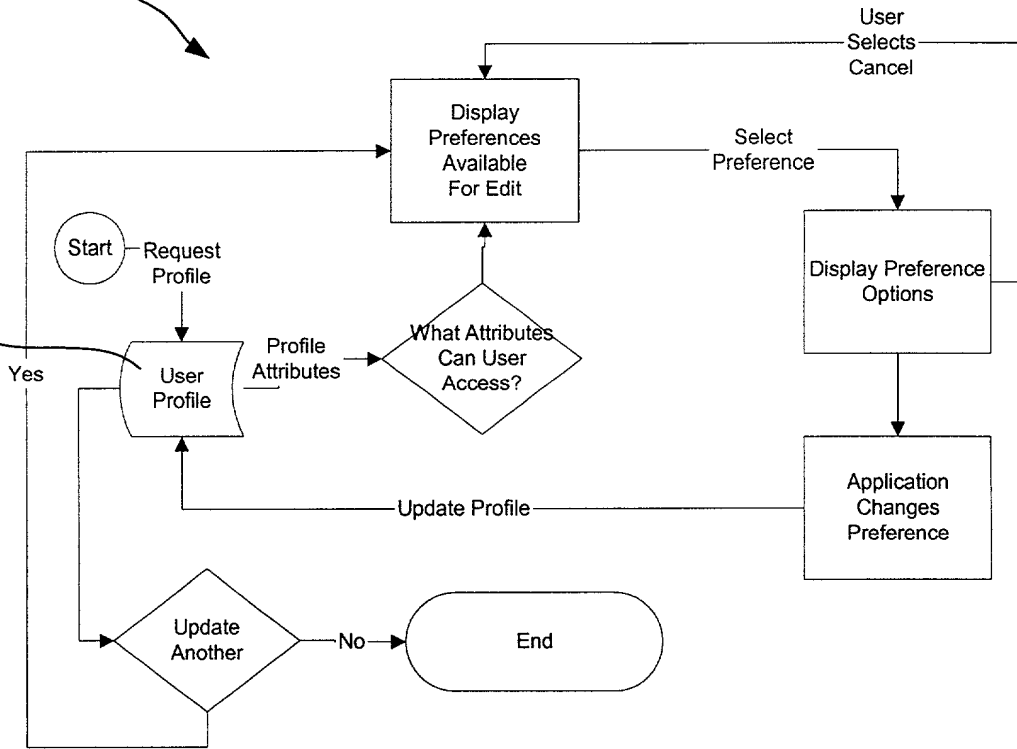 User
Selects
Cancel
Display
Preferences
Available
For Edit
Select
Preference
Start
Request
Profile
Display Preference
Options
What Attributes
Can User
Access?
Profile
Attributes
User
Profile
Yes
Application
Changes
Preference
Update Profile
Update
Another
No
End